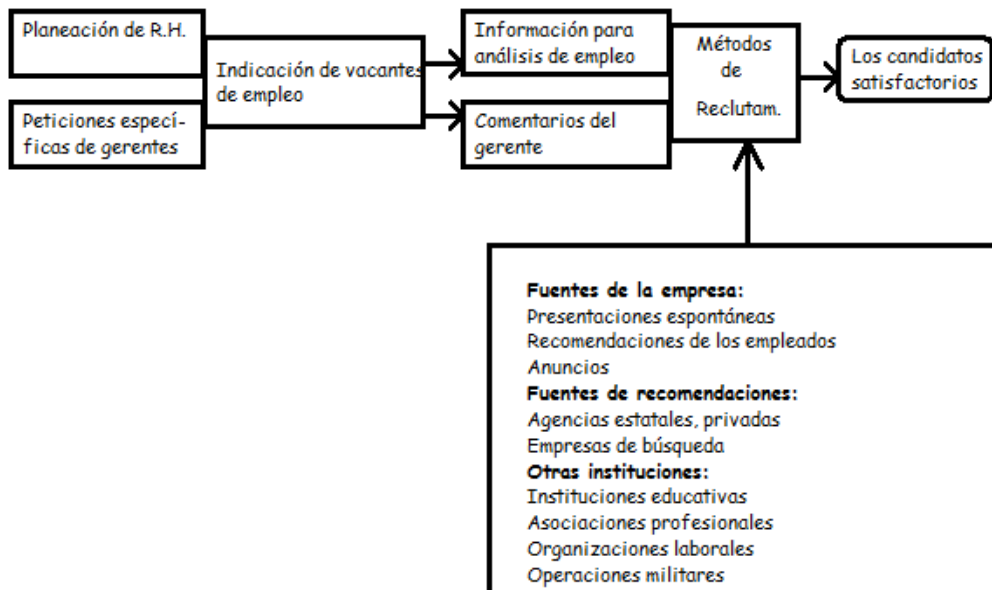 Planeación de R.H.
Peticiones especí-
ficas de gerentes
Indicación de vacantes
de empleo
Información para
análisis de empleo
Comentarios del
gerente
Métodos
de
Reclutam.
Los candidatos
satisfactorios
Fuentes de la empresa:
Presentaciones espontáneas
Recomendaciones de los empleados
Anuncios
Fuentes de recomendaciones:
Agencias estatales, privadas
Empresas de búsqueda
Otras instituciones:
Instituciones educativas
Asociaciones profesionales
Organizaciones laborales
Operaciones militares